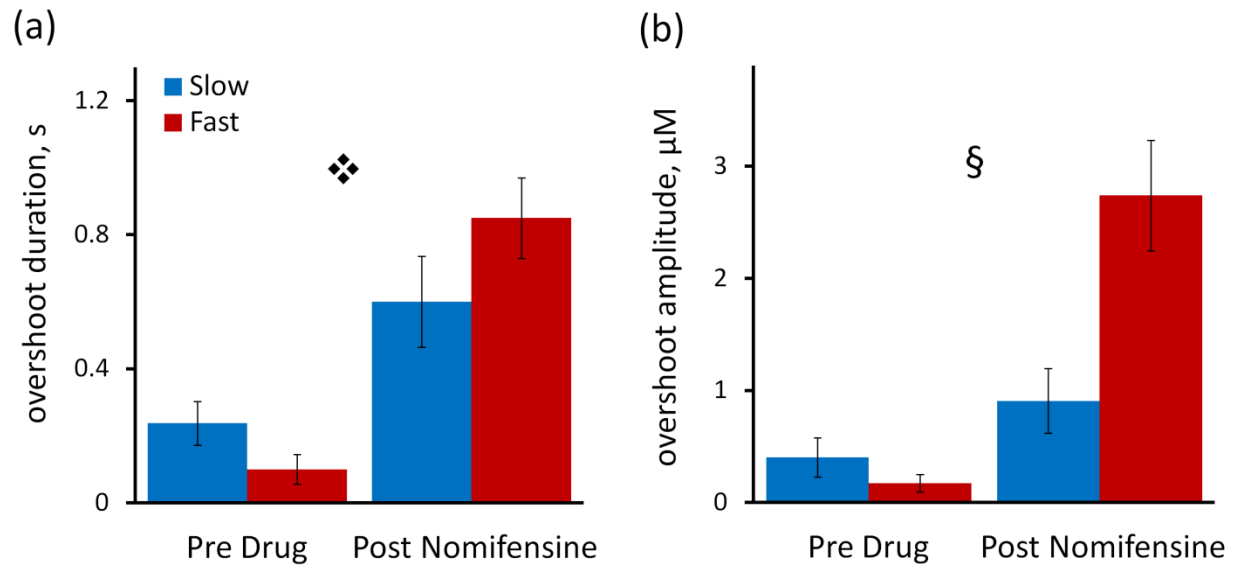 (a)
Slow
Fast
1.2
0.8
0.4
0
overshoot duration, s
❖
Pre Drug
Post Nomifensine
(b)
3
2
1
0
overshoot amplitude, µM
§
Pre Drug
Post Nomifensine